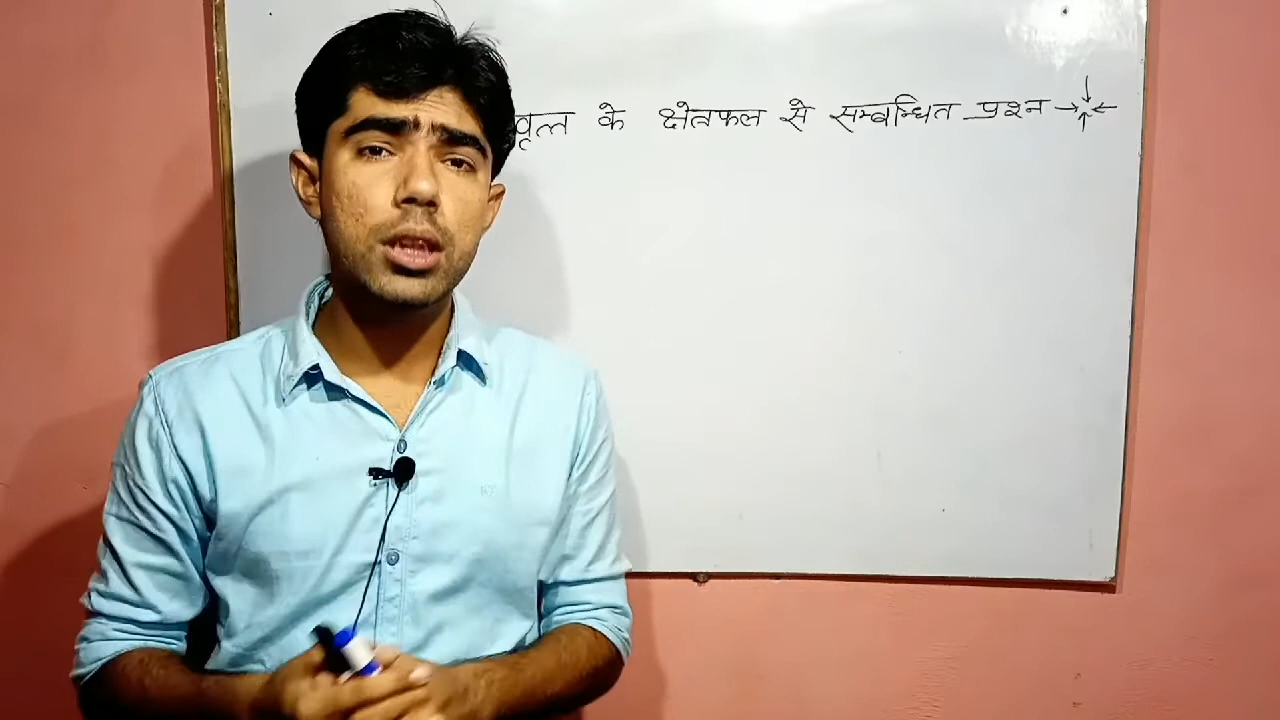 वृत्त के क्षेत्रफल से सम्बन्धित प्रश्न